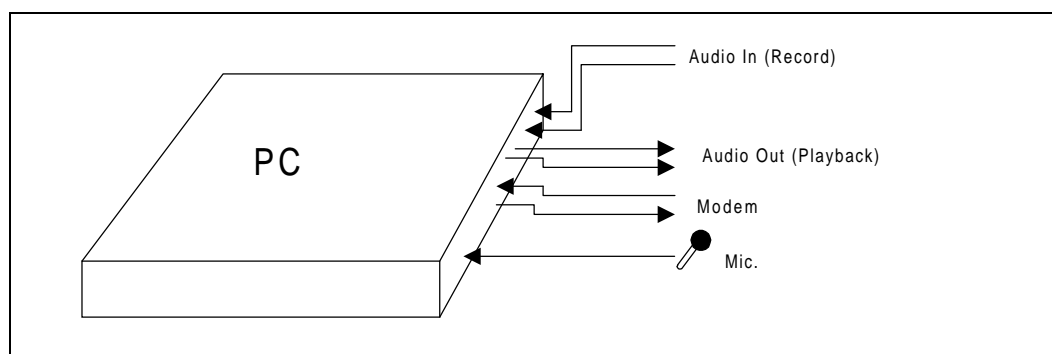 Audio In (Record)
PC
Audio Out (Playback)
Modem
Mic.